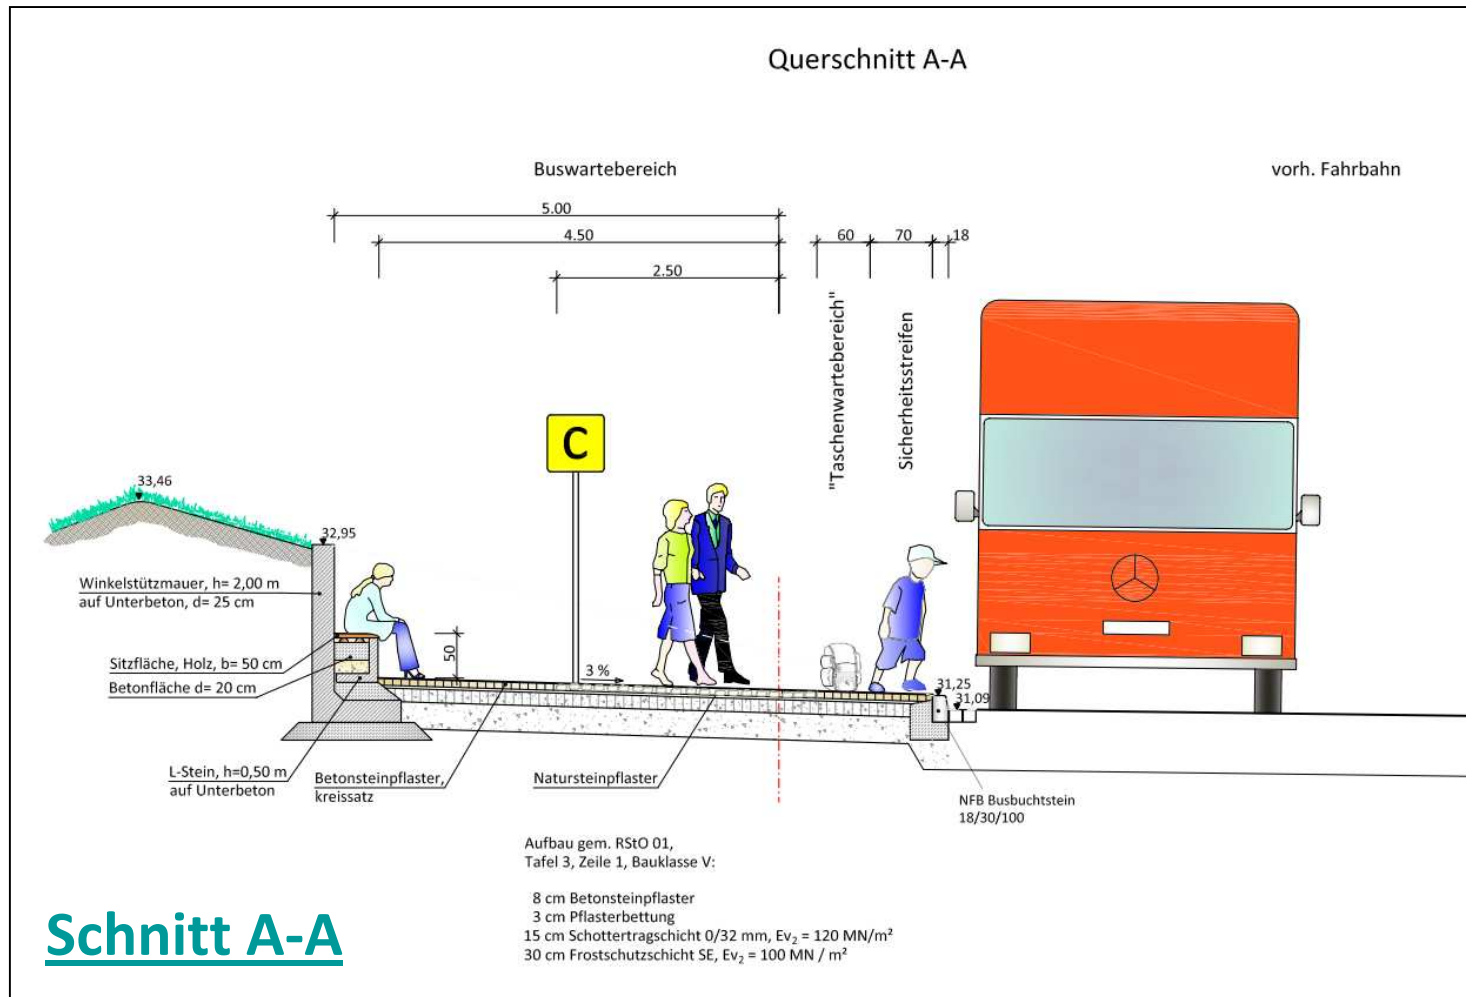 Querschnitt A-A
Buswartebereich
vorh. Fahrbahn
5.00
4.50
60
70
18
2.50
"Taschenwartebereich"
Sicherheitsstreifen
C
33,46
32,95
Winkelstützmauer, h= 2,00 m
auf Unterbeton, d= 25 cm
Sitzfläche, Holz, b= 50 cm
Betonfläche d= 20 cm
50
3 %
31,25
31,09
L-Stein, h=0,50 m
auf Unterbeton
Betonsteinpflaster,
kreissatz
Natursteinpflaster
NFB Busbuchtstein
18/30/100
Aufbau gem. RStO 01,
Tafel 3, Zeile 1, Bauklasse V:
8 cm Betonsteinpflaster
3 cm Pflasterbettung
15 cm Schottertragschicht 0/32 mm, Ev₂ = 120 MN/m²
30 cm Frostschutzschicht SE, Ev₂ = 100 MN / m²
Schnitt A-A